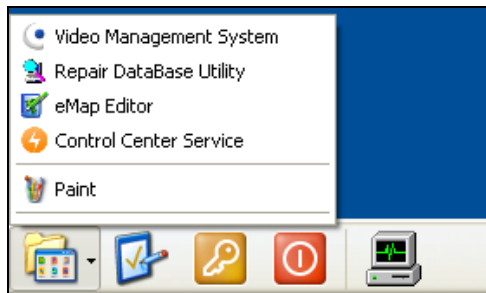 Video Management System
Repair DataBase Utility
eMap Editor
Control Center Service
Paint